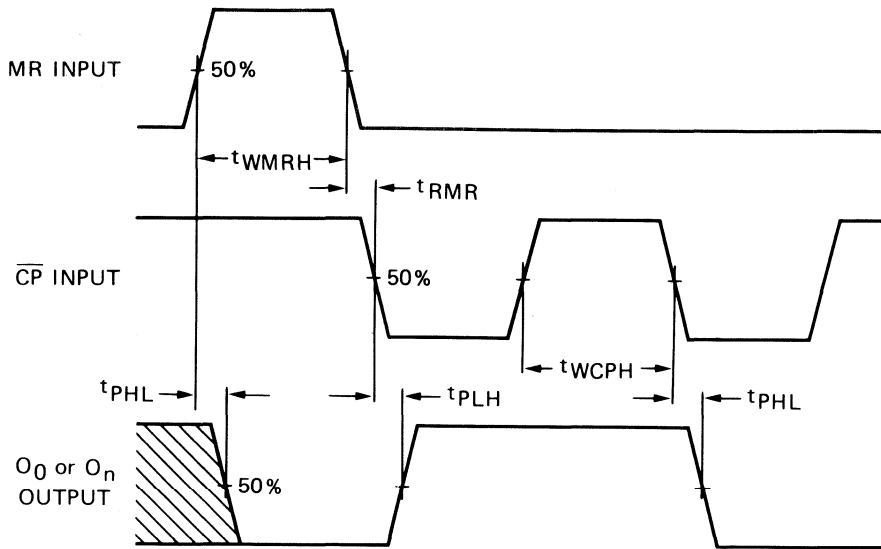 MR INPUT
50%
tWMRH
tRMR
CP INPUT
50%
tWCPH
tPHL
tPLH
tPHL
O0 or On
OUTPUT
50%